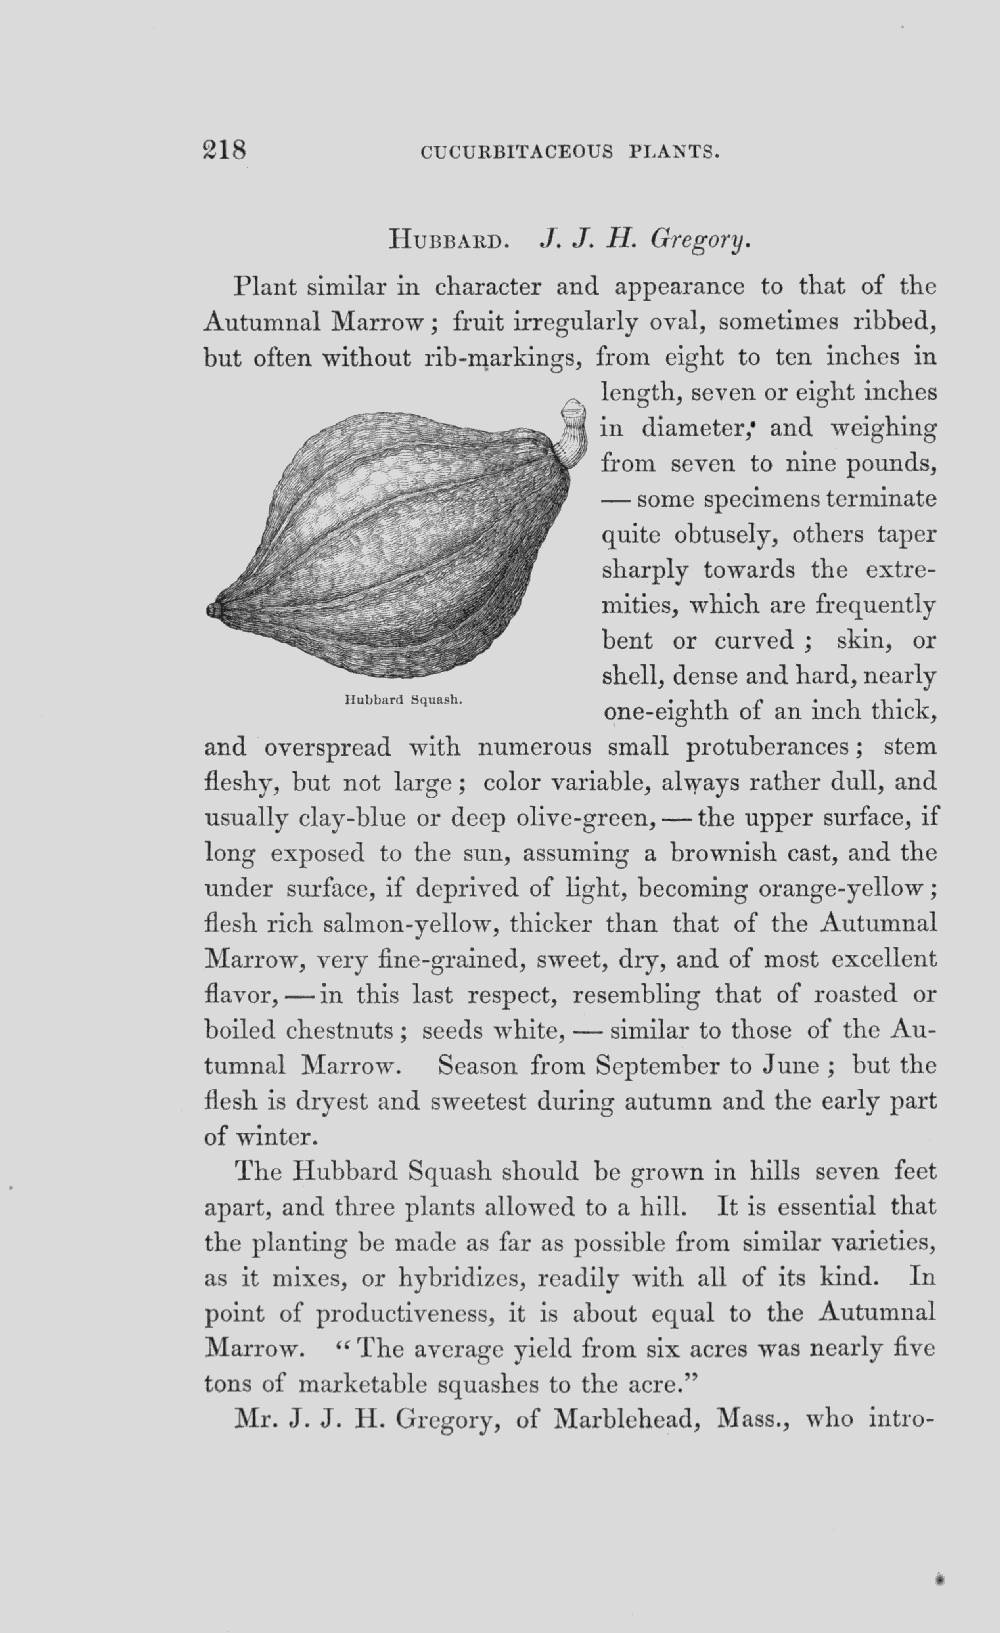 218 CUCURBITACEOUS PLANTS.
HUBBARD. J. J. H. Gregory.
Plant similar in character and appearance to that of the
Autumnal Marrow; fruit irregularly oval, sometimes ribbed,
but often without rib-markings, from eight to ten inches in
length, seven or eight inches
in diameter; and weighing
from seven to nine pounds,
— some specimens terminate
quite obtusely, others taper
sharply towards the extre-
mities, which are frequently
bent or curved; skin, or
shell, dense and hard, nearly
one-eighth of an inch thick,
Hubbard Squash.
and overspread with numerous small protuberances; stem
fleshy, but not large; color variable, always rather dull, and
usually clay-blue or deep olive-green, — the upper surface, if
long exposed to the sun, assuming a brownish cast, and the
under surface, if deprived of light, becoming orange-yellow;
flesh rich salmon-yellow, thicker than that of the Autumnal
Marrow, very fine-grained, sweet, dry, and of most excellent
flavor, — in this last respect, resembling that of roasted or
boiled chestnuts; seeds white, — similar to those of the Au-
tumnal Marrow. Season from September to June; but the
flesh is dryest and sweetest during autumn and the early part
of winter.
The Hubbard Squash should be grown in hills seven feet
apart, and three plants allowed to a hill. It is essential that
the planting be made as far as possible from similar varieties,
as it mixes, or hybridizes, readily with all of its kind. In
point of productiveness, it is about equal to the Autumnal
Marrow. “The average yield from six acres was nearly five
tons of marketable squashes to the acre.”
Mr. J. J. H. Gregory, of Marblehead, Mass., who intro-